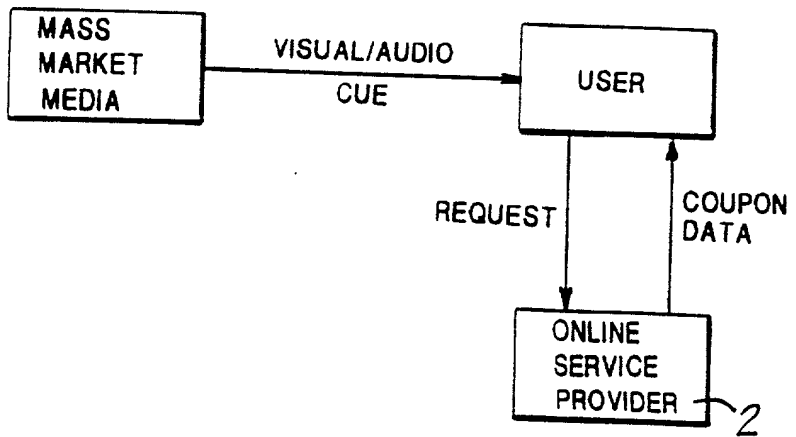 MASS
MARKET
MEDIA
VISUAL/AUDIO
CUE
USER
REQUEST
COUPON
DATA
ONLINE
SERVICE
PROVIDER
2